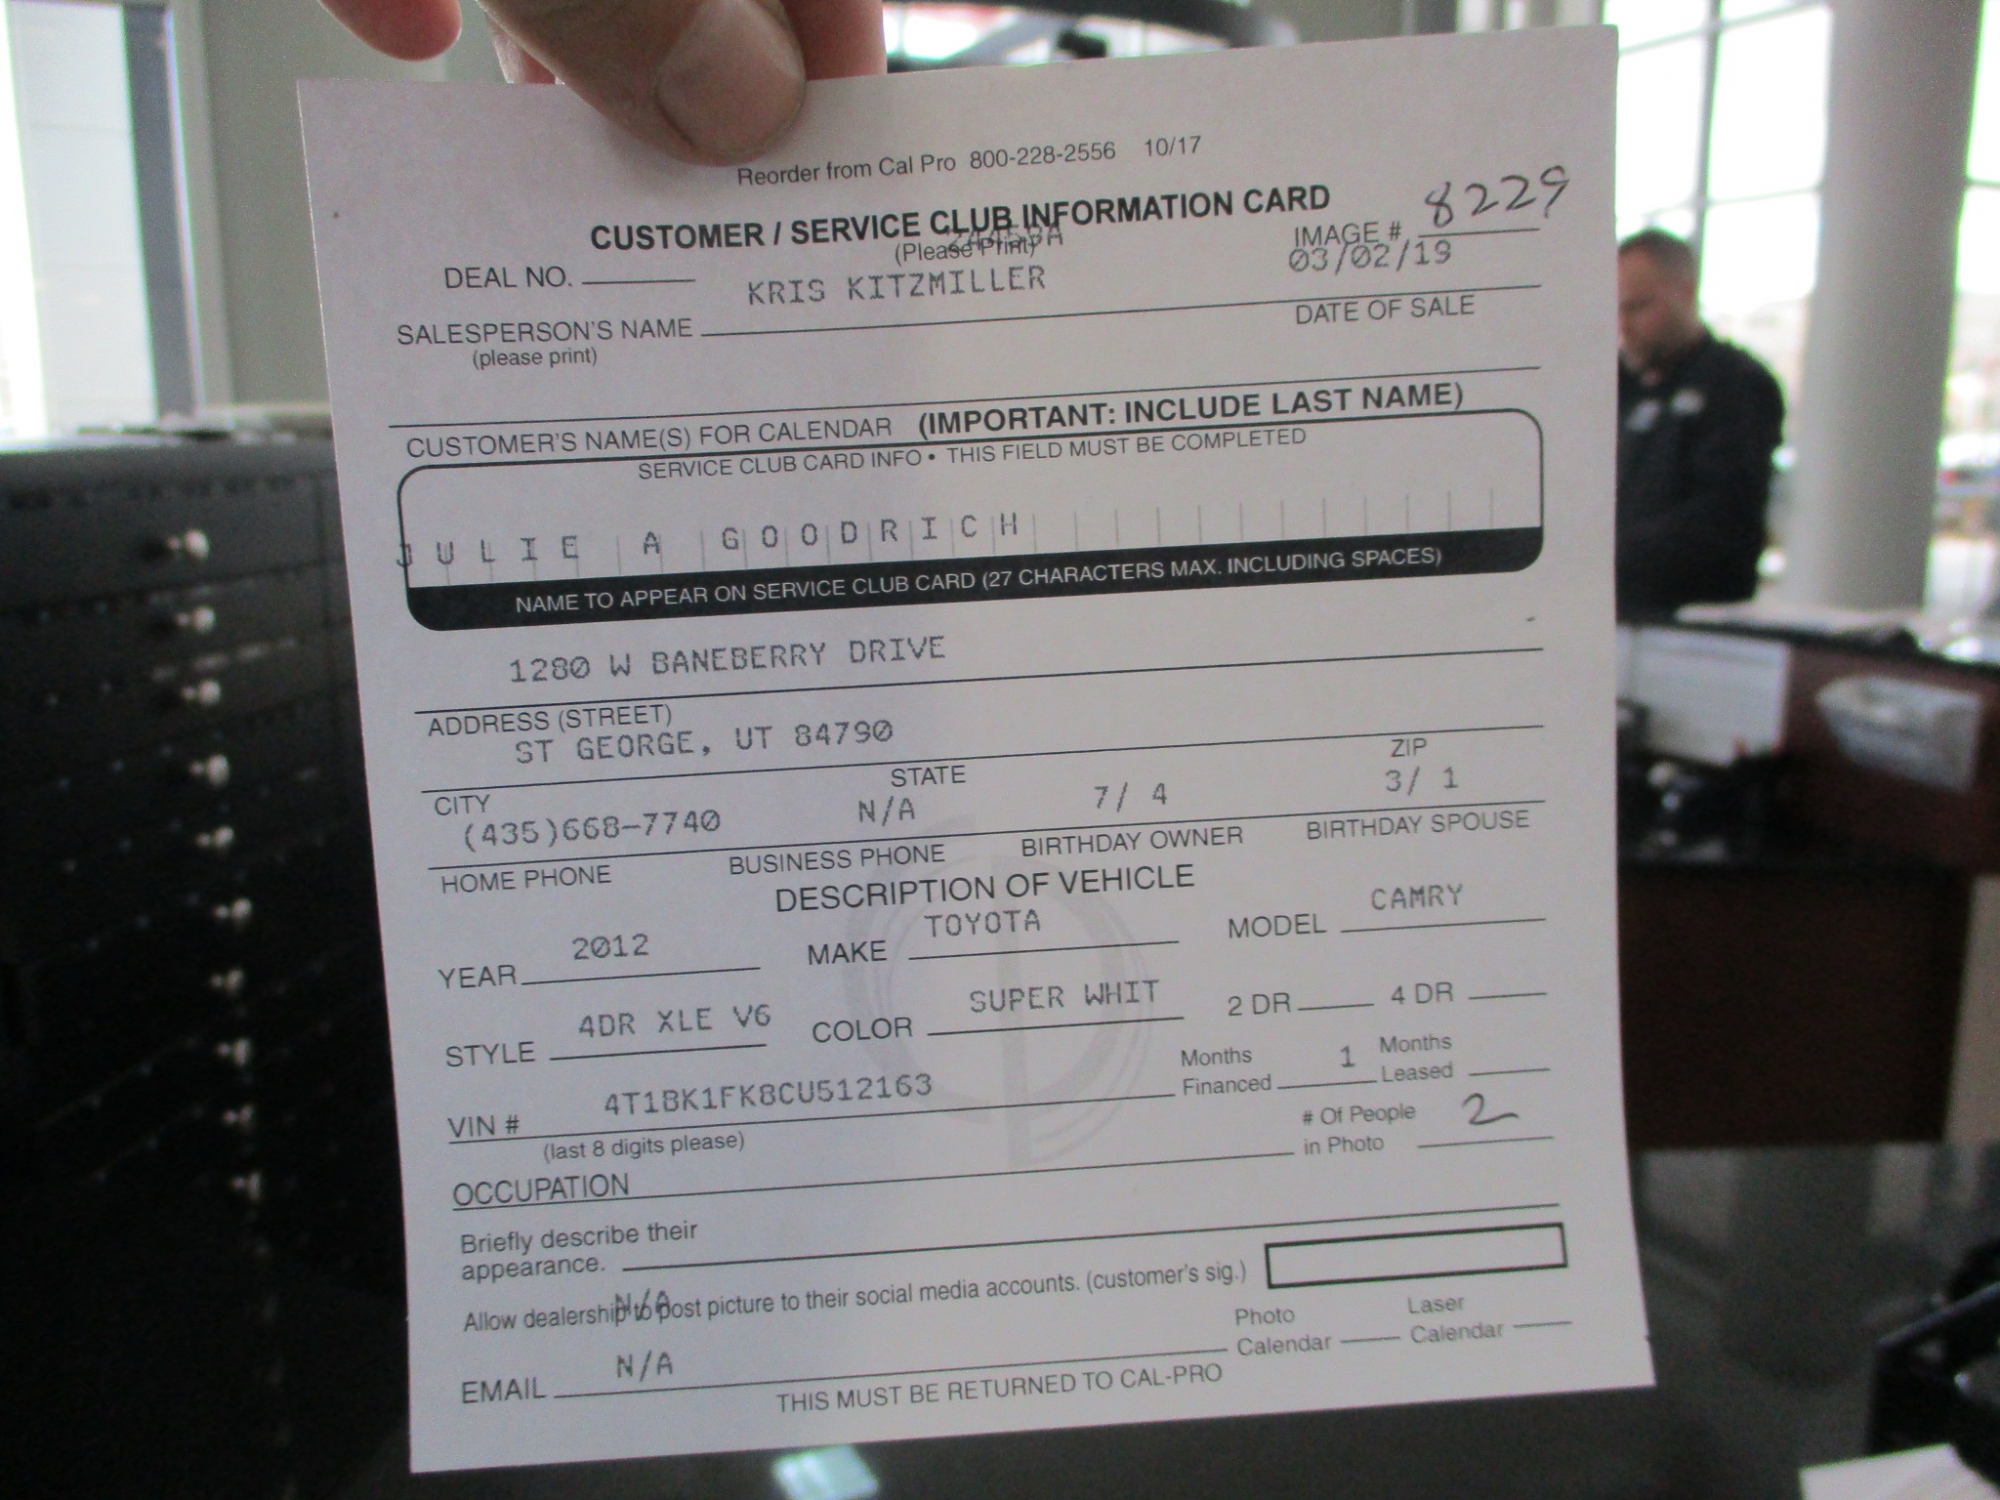 Reorder from Cal Pro 800-228-2556 10/17
CUSTOMER / SERVICE CLUB INFORMATION CARD
(Please Print)
IMAGE # 8229
DEAL NO.
KRIS KITZMILLER
03/02/19
SALESPERSON'S NAME
DATE OF SALE
(please print)
CUSTOMER'S NAME(S) FOR CALENDAR (IMPORTANT: INCLUDE LAST NAME)
SERVICE CLUB CARD INFO • THIS FIELD MUST BE COMPLETED
JULIE A GOODRICH
NAME TO APPEAR ON SERVICE CLUB CARD (27 CHARACTERS MAX. INCLUDING SPACES)
1280 W BANEBERRY DRIVE
ADDRESS (STREET)
ST GEORGE, UT 84790
CITY STATE ZIP
(435)668-7740 N/A 7/ 4 3/ 1
HOME PHONE BUSINESS PHONE BIRTHDAY OWNER BIRTHDAY SPOUSE
DESCRIPTION OF VEHICLE
YEAR 2012 MAKE TOYOTA MODEL CAMRY
STYLE 4DR XLE V6 COLOR SUPER WHIT 2 DR 4 DR
VIN # 4T1BK1FK8CU512163 Months Financed 1 Months Leased
(last 8 digits please)
# Of People in Photo 2
OCCUPATION
Briefly describe their
appearance.
N/A
Allow dealership to post picture to their social media accounts. (customer's sig.)
EMAIL N/A Photo Calendar Laser Calendar
THIS MUST BE RETURNED TO CAL-PRO